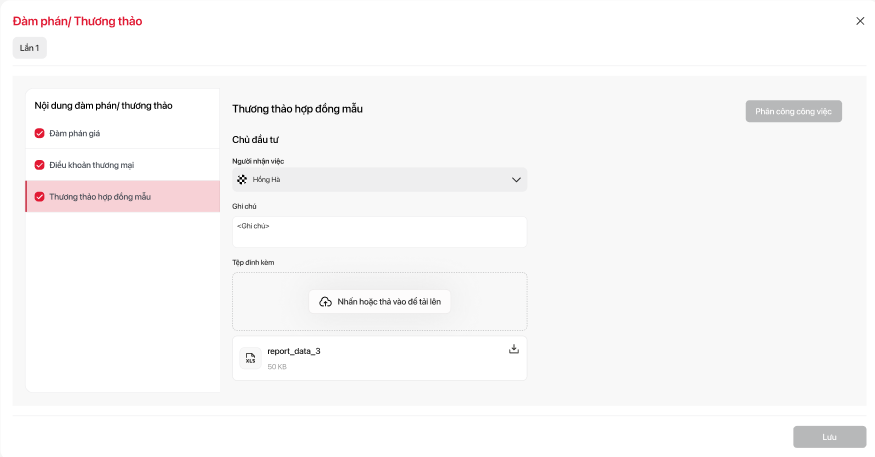 Đàm phán/ Thương thảo
Lần 1
Nội dung đàm phán/ thương thảo
Đàm phán giá
Điều khoản thương mại
Thương thảo hợp đồng mẫu
Thương thảo hợp đồng mẫu
Phân công công việc
Chủ đầu tư
Người nhận việc
Hồng Hà
Ghi chú
<Ghi chú>
Tệp đính kèm
Nhấn hoặc thả vào để tải lên
XLS
report_data_3
50 KB
Lưu